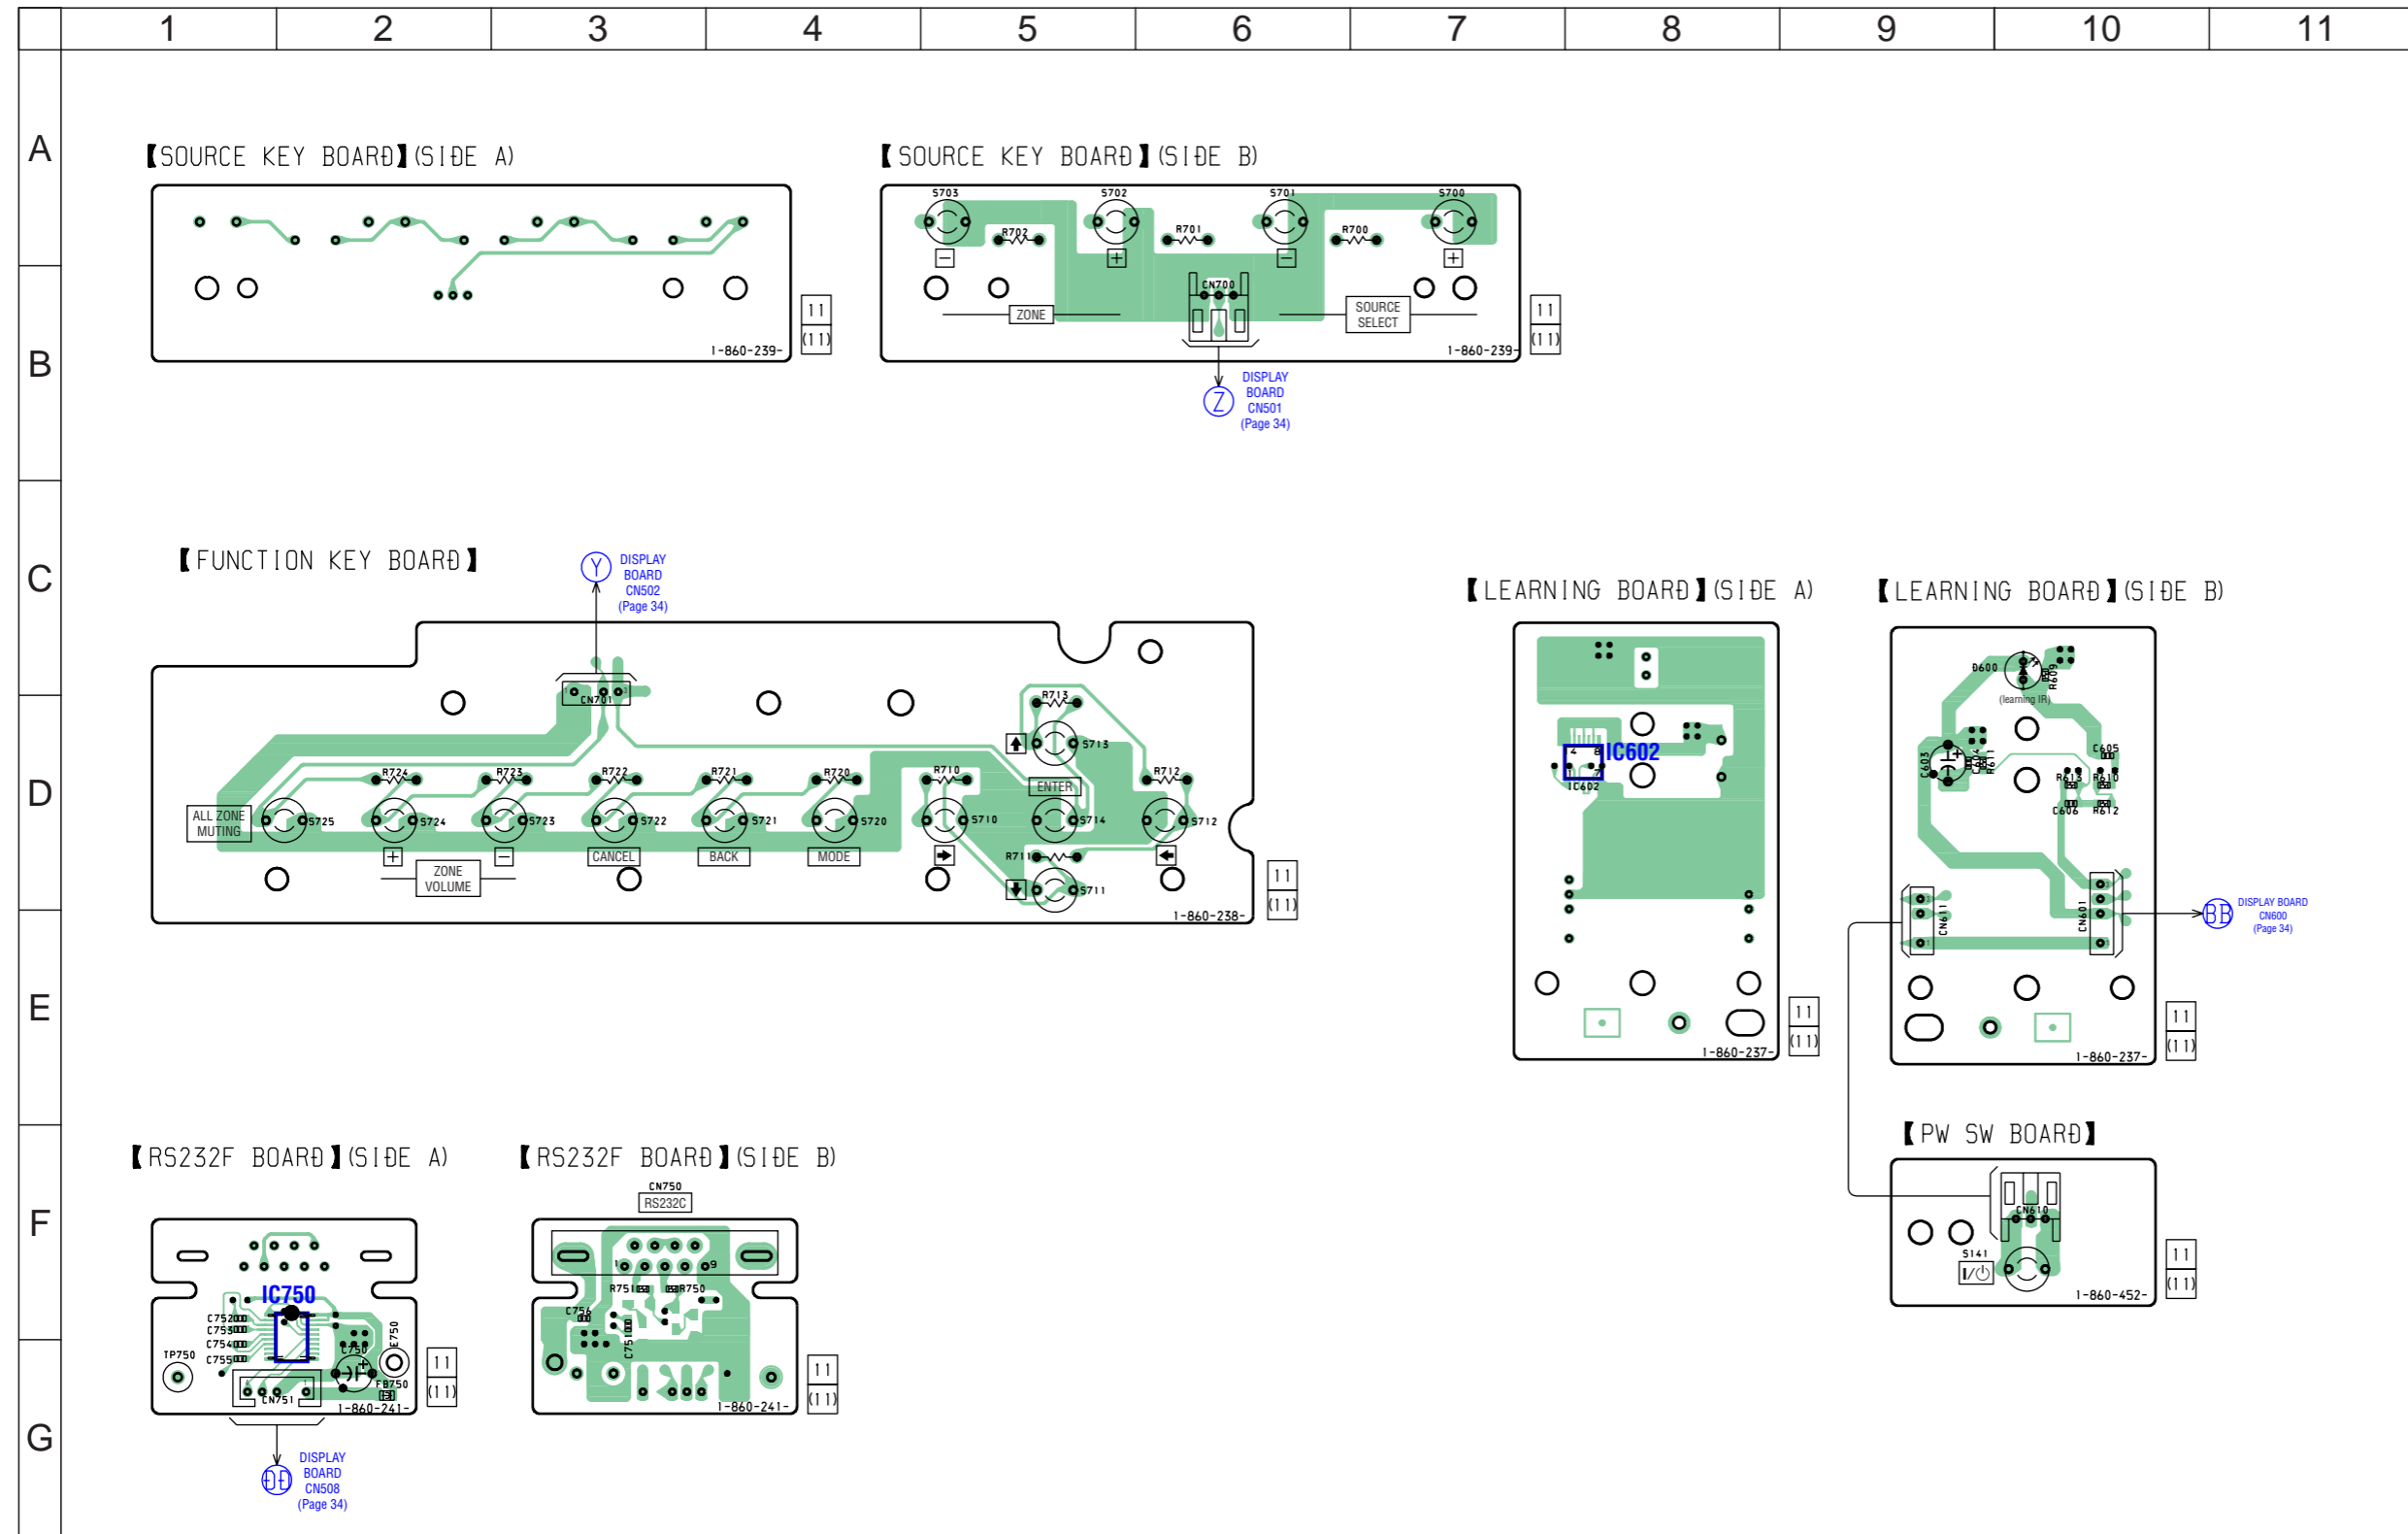 1 2 3 4 5 6 7 8 9 10 11
A
B
C
D
E
F
G
【SOURCE KEY BOARD】(SIDE A)
1-860-239-
11
(11)
【SOURCE KEY BOARD】(SIDE B)
S703 S702 S701 S700
R702 R701 R700
− + − +
CN700
ZONE
SOURCE
SELECT
1-860-239-
11
(11)
Z
DISPLAY
BOARD
CN501
(Page 34)
【FUNCTION KEY BOARD】
Y
DISPLAY
BOARD
CN502
(Page 34)
1 CN701 3
R713
S713
R724 R723 R722 R721 R720 R710 R712
ENTER
ALL ZONE
MUTING
S725 S724 S723 S722 S721 S720 S710 S714 S712
+ − CANCEL BACK MODE
ZONE
VOLUME
R711
S711
1-860-238-
11
(11)
【LEARNING BOARD】(SIDE A)
4 8
IC602
IC602
1-860-237-
11
(11)
【LEARNING BOARD】(SIDE B)
D600
R609
(learning IR)
C603
C604
R611
C605
R613 R610
C606 R612
CN611
CN601
1-860-237-
11
(11)
BB
DISPLAY BOARD
CN600
(Page 34)
【PW SW BOARD】
CN610
S141
I/⏻
1-860-452-
11
(11)
【RS232F BOARD】(SIDE A)
IC750
C752
C753
C754
C755
TP750
C750
E750
FB750
CN751
1-860-241-
11
(11)
DD
DISPLAY
BOARD
CN508
(Page 34)
【RS232F BOARD】(SIDE B)
CN750
RS232C
1 9
R751 R750
C756
C751
1-860-241-
11
(11)